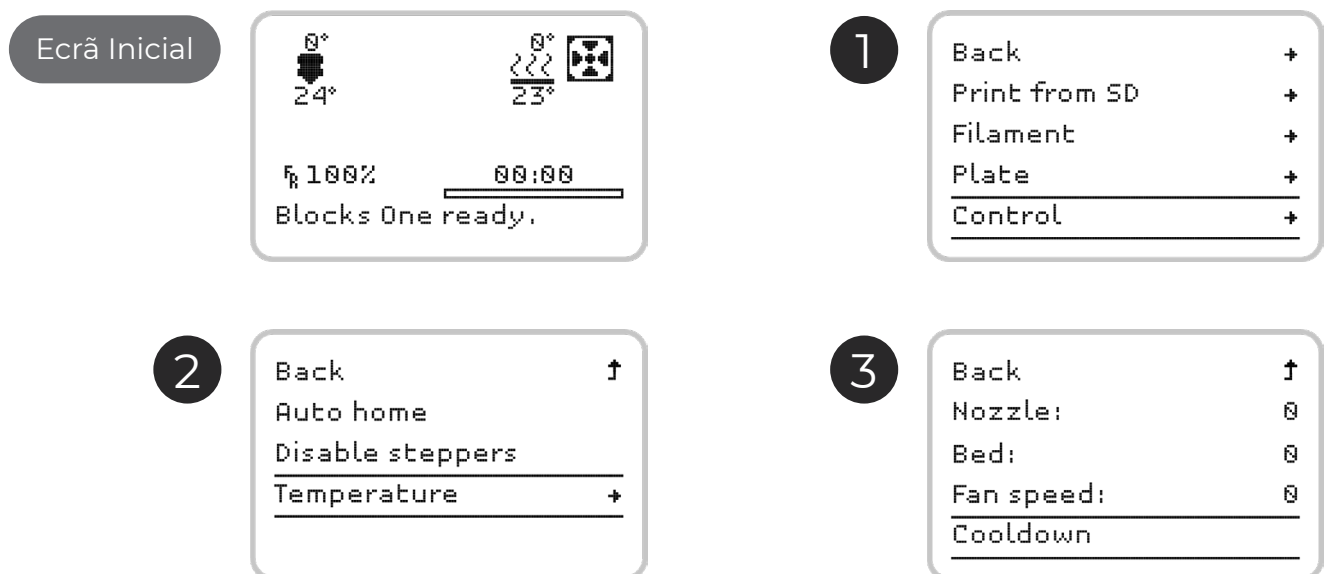 Ecrã Inicial
0° 0°
24° 23°
FR 100% 00:00
Blocks One ready.
1
Back
Print from SD
Filament
Plate
Control
2
Back
Auto home
Disable steppers
Temperature
3
Back
Nozzle: 0
Bed: 0
Fan speed: 0
Cooldown